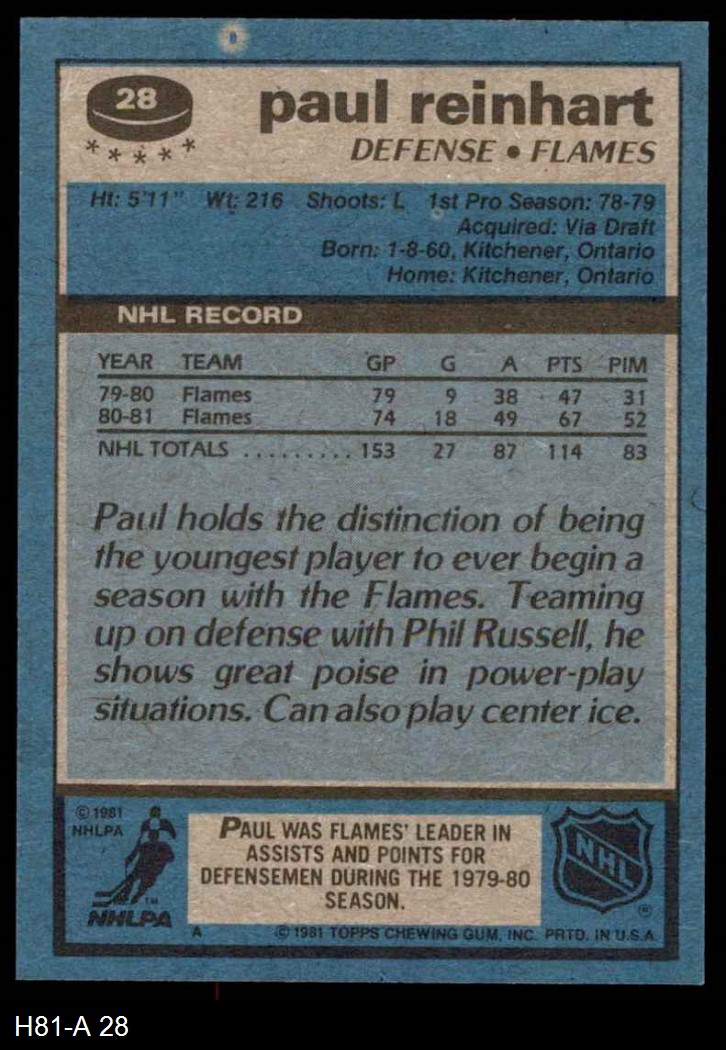 28
paul reinhart
DEFENSE • FLAMES
Ht: 5'11" Wt: 216 Shoots: L 1st Pro Season: 78-79
Acquired: Via Draft
Born: 1-8-60, Kitchener, Ontario
Home: Kitchener, Ontario
NHL RECORD
YEAR TEAM GP G A PTS PIM
79-80 Flames 79 9 38 47 31
80-81 Flames 74 18 49 67 52
NHL TOTALS ......... 153 27 87 114 83
Paul holds the distinction of being
the youngest player to ever begin a
season with the Flames. Teaming
up on defense with Phil Russell, he
shows great poise in power-play
situations. Can also play center ice.
© 1981
NHLPA
TM
NHLPA
PAUL WAS FLAMES' LEADER IN
ASSISTS AND POINTS FOR
DEFENSEMEN DURING THE 1979-80
SEASON.
NHL
®
A © 1981 TOPPS CHEWING GUM, INC. PRTD. IN U.S.A.
H81-A 28